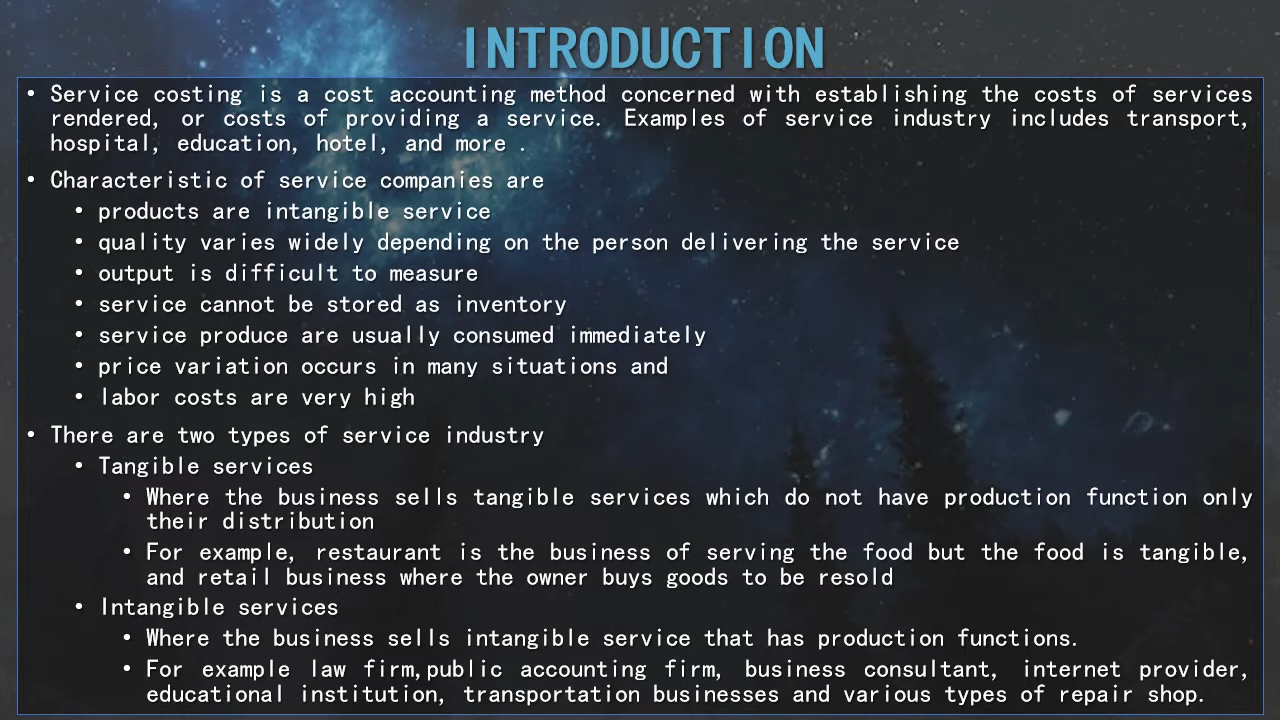 INTRODUCTION
• Service costing is a cost accounting method concerned with establishing the costs of services
rendered, or costs of providing a service. Examples of service industry includes transport,
hospital, education, hotel, and more .
• Characteristic of service companies are
• products are intangible service
• quality varies widely depending on the person delivering the service
• output is difficult to measure
• service cannot be stored as inventory
• service produce are usually consumed immediately
• price variation occurs in many situations and
• labor costs are very high
• There are two types of service industry
• Tangible services
• Where the business sells tangible services which do not have production function only
their distribution
• For example, restaurant is the business of serving the food but the food is tangible,
and retail business where the owner buys goods to be resold
• Intangible services
• Where the business sells intangible service that has production functions.
• For example law firm,public accounting firm, business consultant, internet provider,
educational institution, transportation businesses and various types of repair shop.